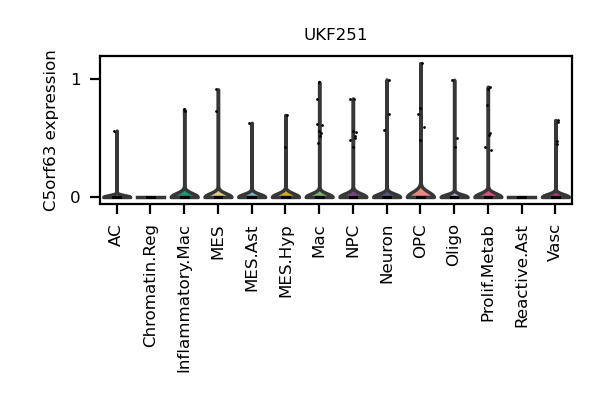 UKF251
C5orf63 expression
1
0
AC
Chromatin.Reg
Inflammatory.Mac
MES
MES.Ast
MES.Hyp
Mac
NPC
Neuron
OPC
Oligo
Prolif.Metab
Reactive.Ast
Vasc